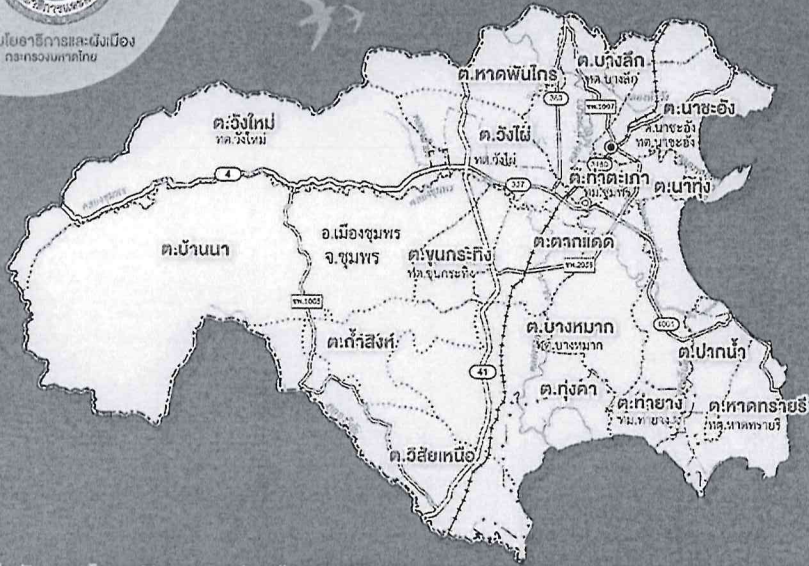 กระทรวงมหาดไทย
ต.บางลึก
ทต.บางลึก
ต.หาดพันไกร
ต.นาชะอัง
ต.นาชะอัง
ทต.นาชะอัง
ต.วังใหม่
ทต.วังใหม่
ต.วังไผ่
ทต.วังไผ่
4
327
ต.ท่าตะเภา
ทม.ชุมพร
ต.นาทุ่ง
ต.บ้านนา
อ.เมืองชุมพร
จ.ชุมพร
ต.ขุนกระทิง
ทต.ขุนกระทิง
ต.ตากแดด
ชพ.1005
ต.ถ้ำสิงห์
ต.บางหมาก
ทต.บางหมาก
41
ต.ปากน้ำ
ต.ทุ่งคา
ต.ท่ายาง
ทม.ท่ายาง
ต.หาดทรายรี
ทต.หาดทรายรี
ต.วิสัยเหนือ